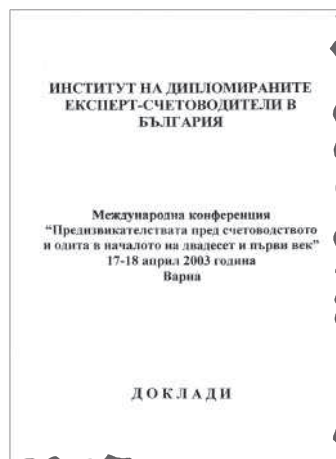 ИНСТИТУТ НА ДИПЛОМИРАНИТЕ
ЕКСПЕРТ-СЧЕТОВОДИТЕЛИ В
БЪЛГАРИЯ
Международна конференция
“Предизвикателствата пред счетоводството
и одита в началото на двадесет и първи век”
17-18 април 2003 година
Варна
Д О К Л А Д И